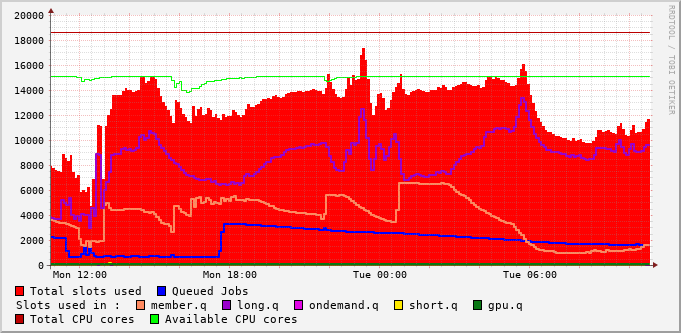 20000
18000
16000
14000
12000
10000
8000
6000
4000
2000
0
Mon 12:00 Mon 18:00 Tue 00:00 Tue 06:00
Total slots used Queued Jobs
Slots used in : member.q long.q ondemand.q short.q gpu.q
Total CPU cores Available CPU cores
RRDTOOL / TOBI OETIKER